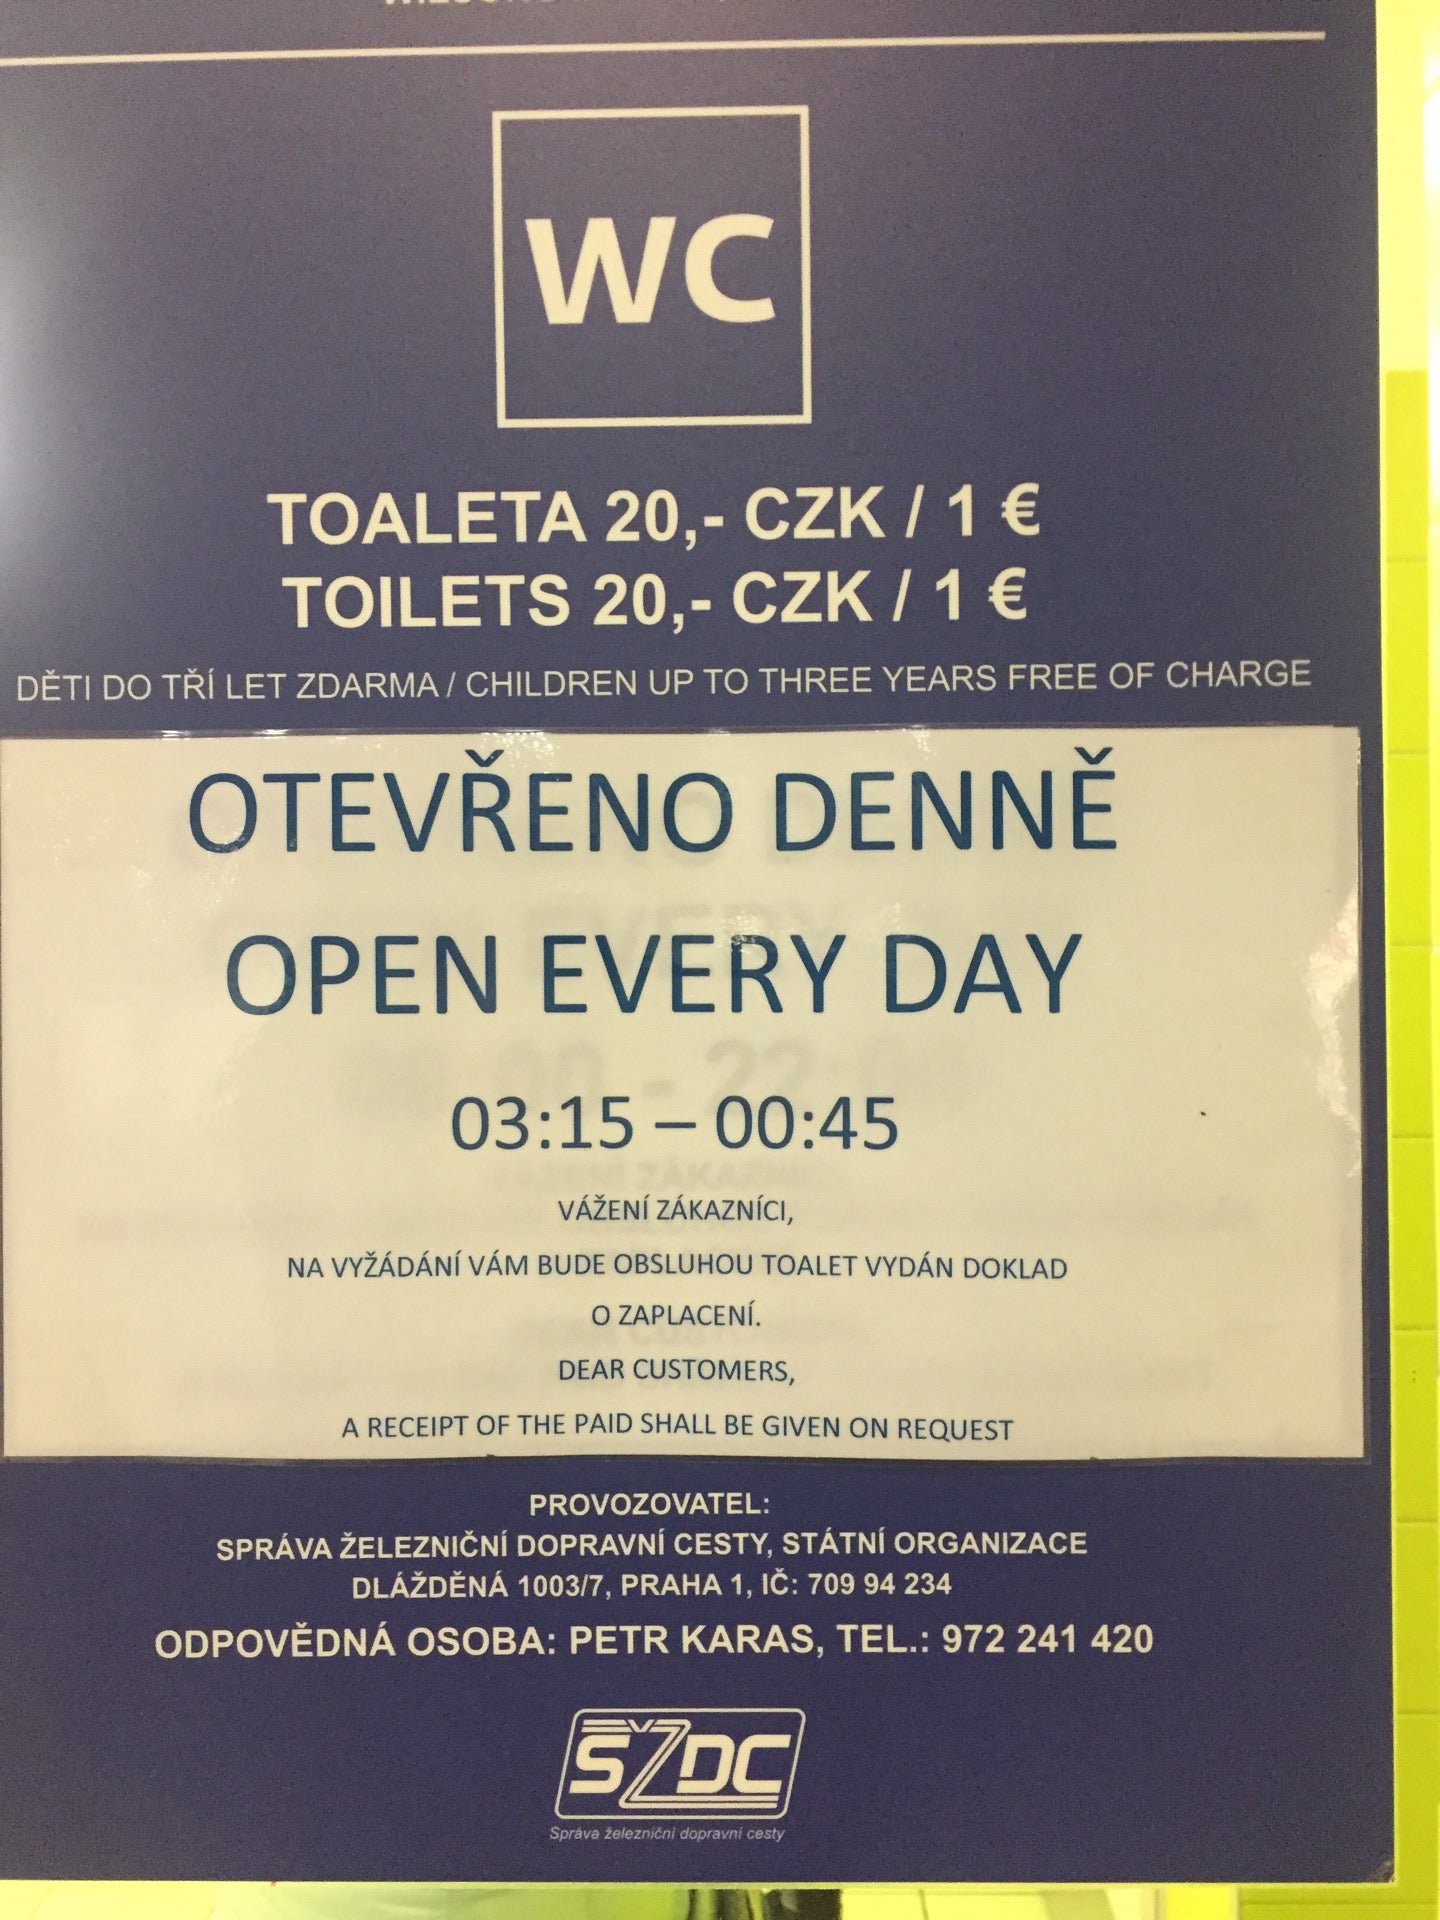 WC
TOALETA 20,- CZK / 1 €
TOILETS 20,- CZK / 1 €
DĚTI DO TŘÍ LET ZDARMA / CHILDREN UP TO THREE YEARS FREE OF CHARGE
OTEVŘENO DENNĚ
OPEN EVERY DAY
03:15 – 00:45
VÁŽENÍ ZÁKAZNÍCI,
NA VYŽÁDÁNÍ VÁM BUDE OBSLUHOU TOALET VYDÁN DOKLAD
O ZAPLACENÍ.
DEAR CUSTOMERS,
A RECEIPT OF THE PAID SHALL BE GIVEN ON REQUEST
PROVOZOVATEL:
SPRÁVA ŽELEZNIČNÍ DOPRAVNÍ CESTY, STÁTNÍ ORGANIZACE
DLÁŽDĚNÁ 1003/7, PRAHA 1, IČ: 709 94 234
ODPOVĚDNÁ OSOBA: PETR KARAS, TEL.: 972 241 420
SŽDC
Správa železniční dopravní cesty